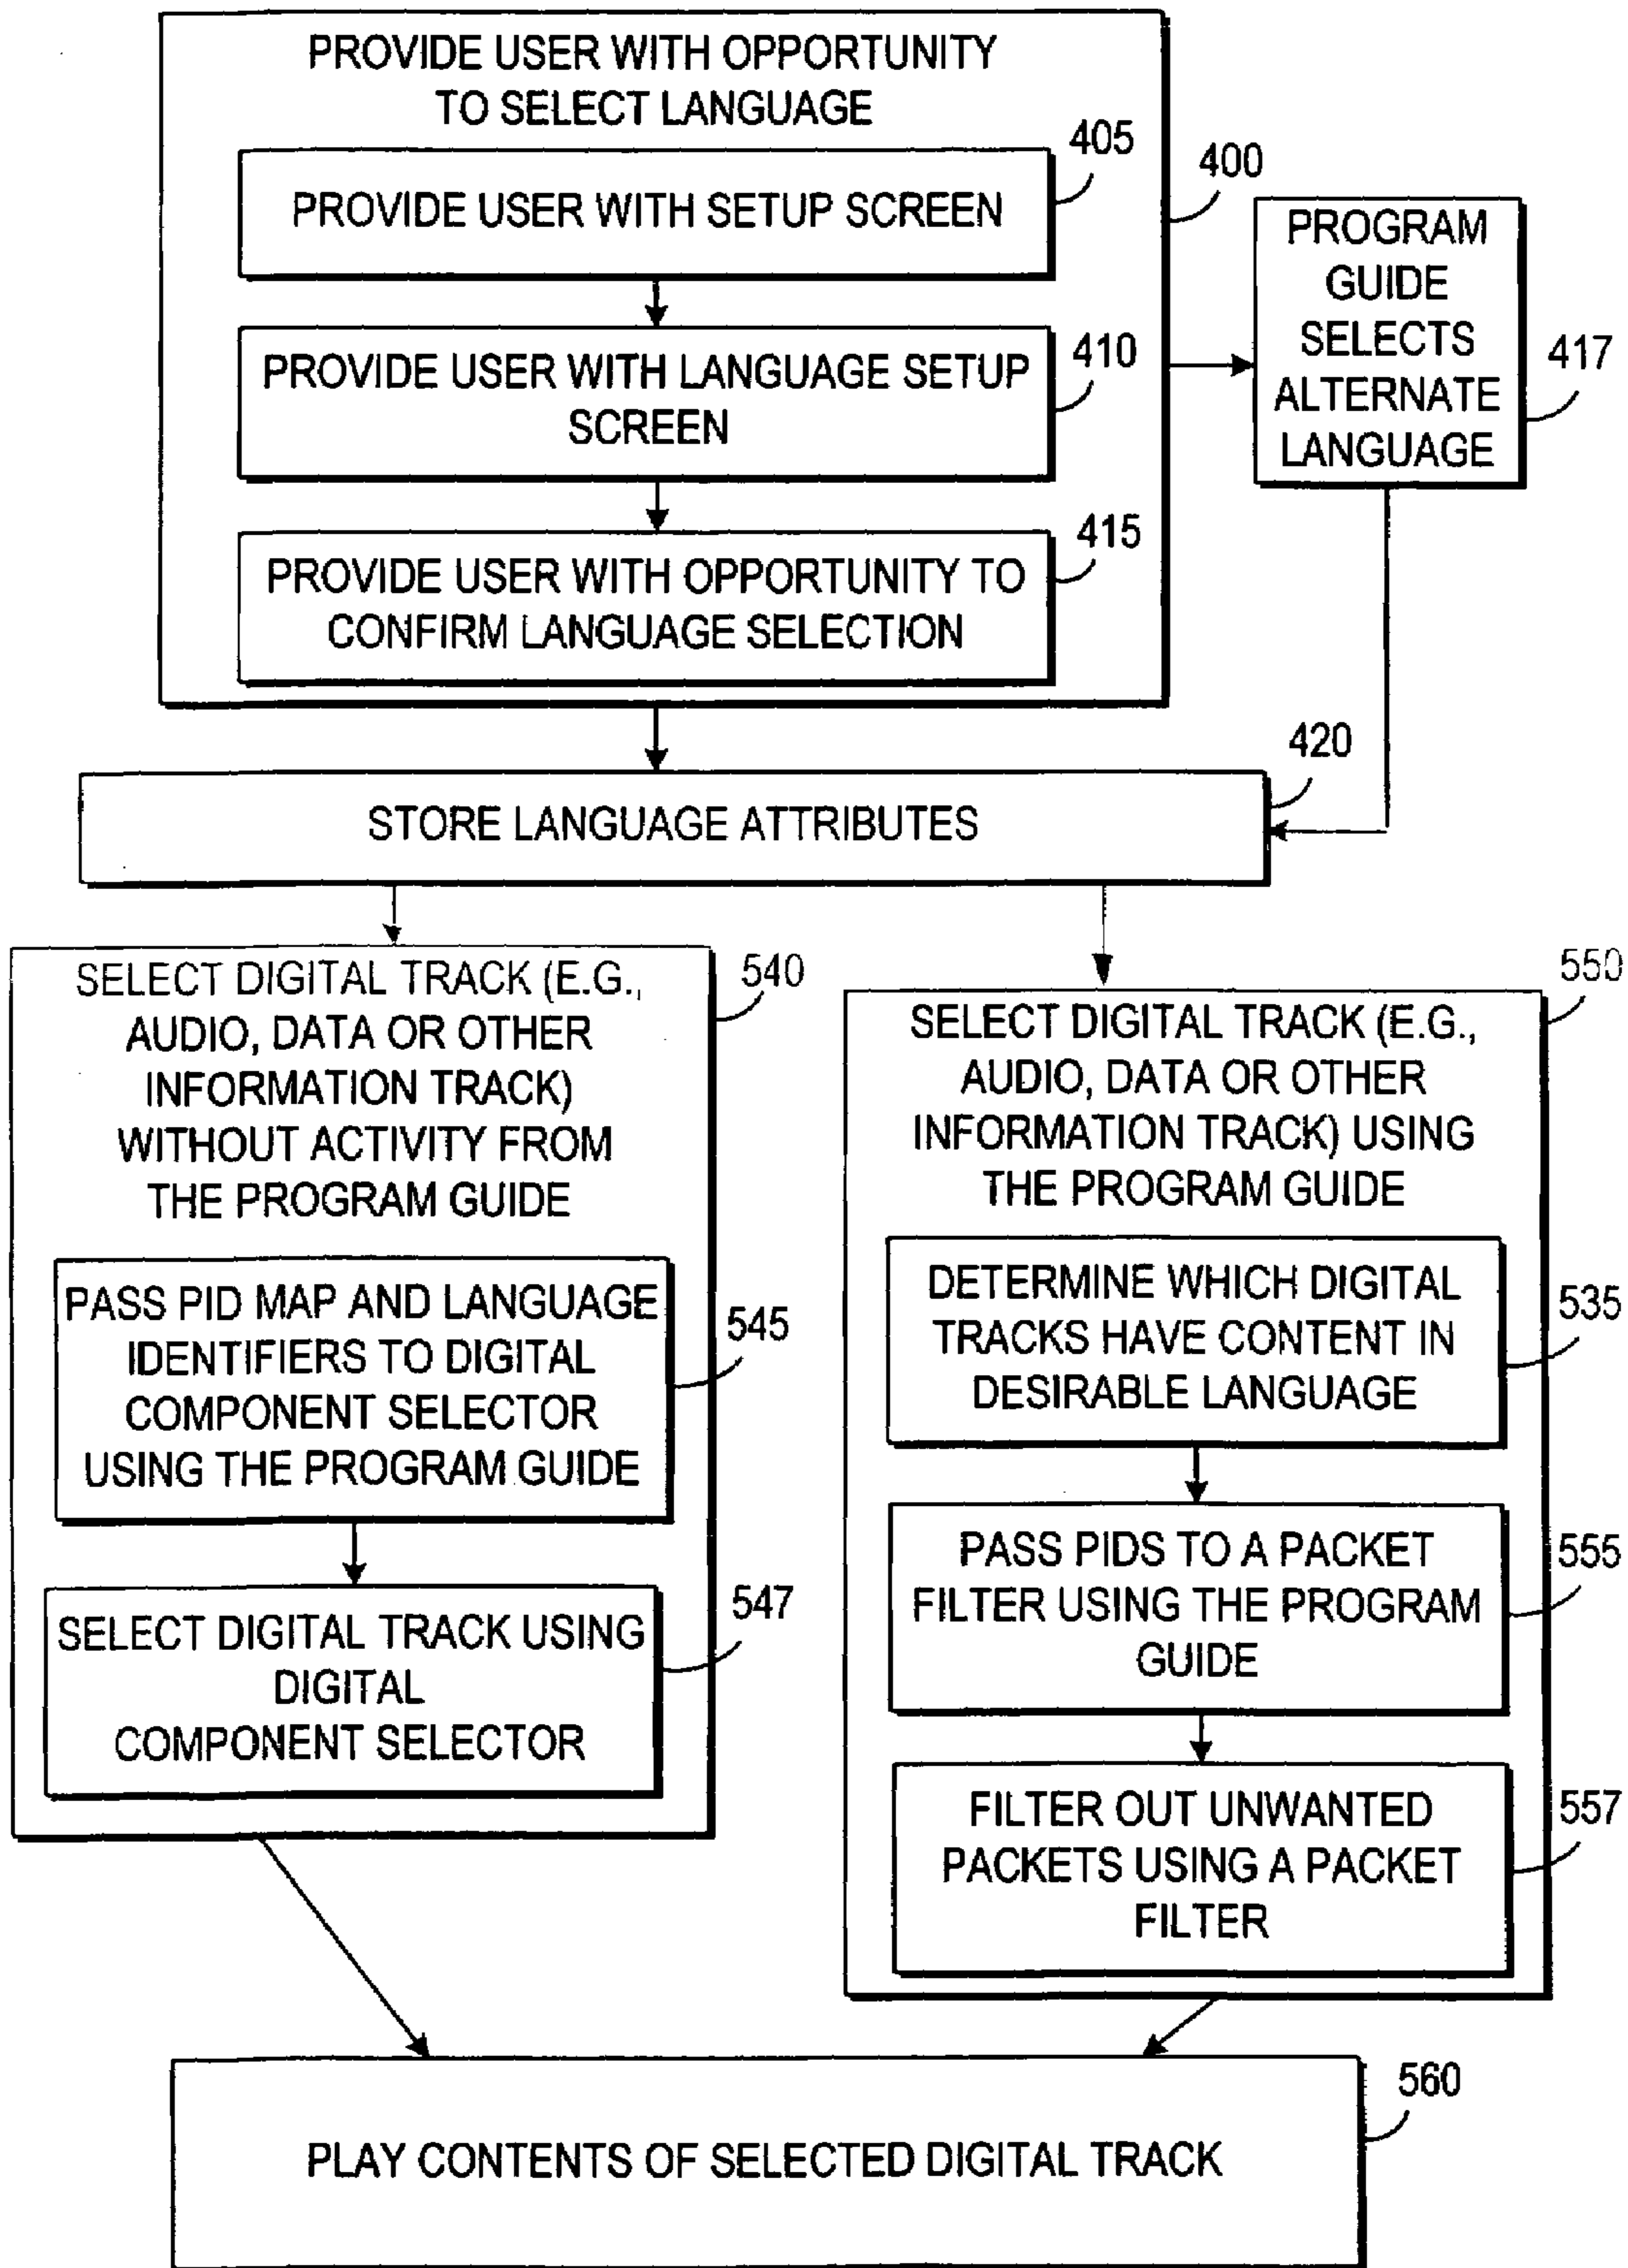 PROVIDE USER WITH OPPORTUNITY
TO SELECT LANGUAGE
405
400
PROVIDE USER WITH SETUP SCREEN
PROGRAM
GUIDE
SELECTS
ALTERNATE
LANGUAGE
417
410
PROVIDE USER WITH LANGUAGE SETUP
SCREEN
415
PROVIDE USER WITH OPPORTUNITY TO
CONFIRM LANGUAGE SELECTION
420
STORE LANGUAGE ATTRIBUTES
540
SELECT DIGITAL TRACK (E.G.,
AUDIO, DATA OR OTHER
INFORMATION TRACK)
WITHOUT ACTIVITY FROM
THE PROGRAM GUIDE
PASS PID MAP AND LANGUAGE
IDENTIFIERS TO DIGITAL
COMPONENT SELECTOR
USING THE PROGRAM GUIDE
545
SELECT DIGITAL TRACK USING
DIGITAL
COMPONENT SELECTOR
547
550
SELECT DIGITAL TRACK (E.G.,
AUDIO, DATA OR OTHER
INFORMATION TRACK) USING
THE PROGRAM GUIDE
DETERMINE WHICH DIGITAL
TRACKS HAVE CONTENT IN
DESIRABLE LANGUAGE
535
PASS PIDS TO A PACKET
FILTER USING THE PROGRAM
GUIDE
555
FILTER OUT UNWANTED
PACKETS USING A PACKET
FILTER
557
560
PLAY CONTENTS OF SELECTED DIGITAL TRACK